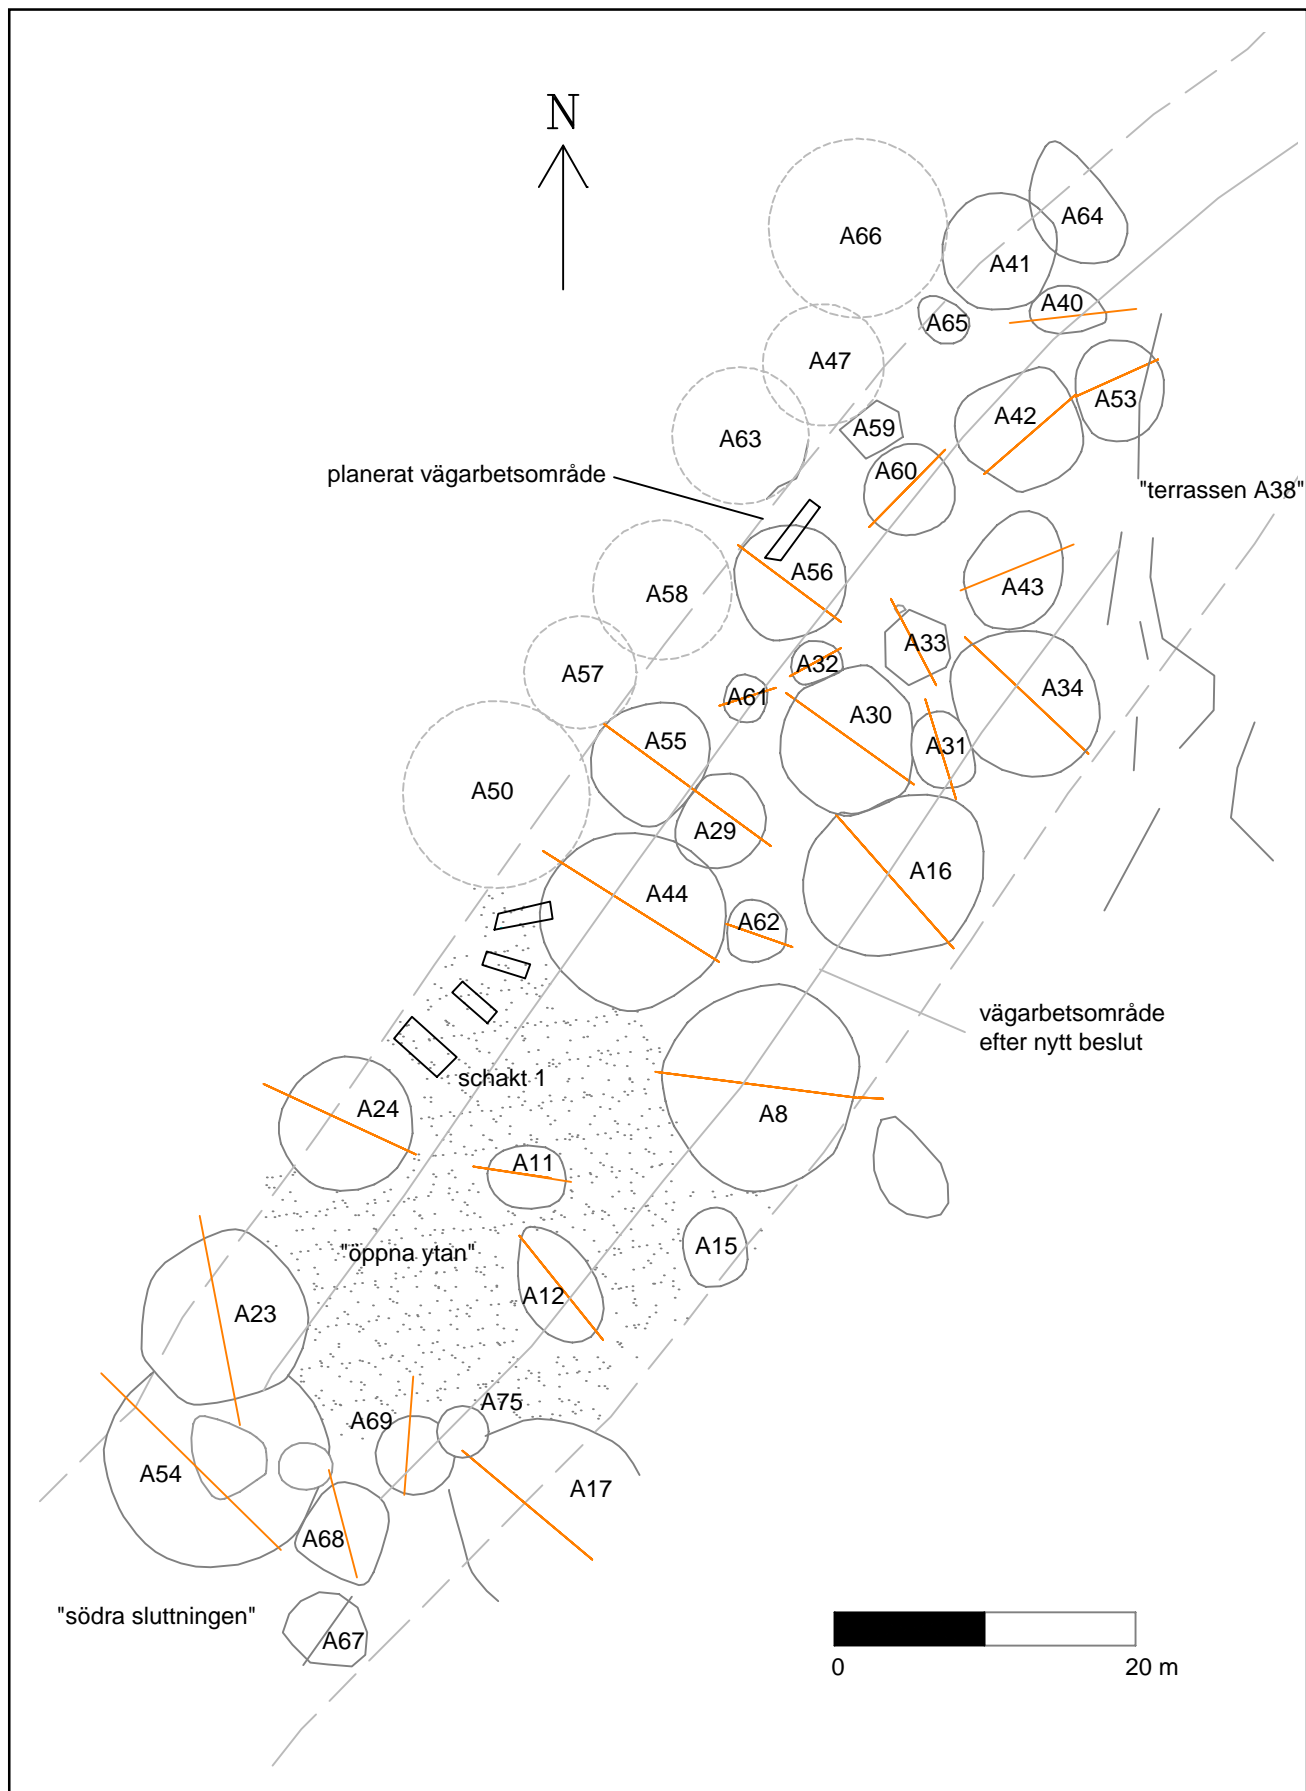 N
A64
A66
A41
A40
A65
A47
A53
A42
A59
A63
A60
planerat vägarbetsområde
"terrassen A38"
A56
A43
A58
A33
A32
A57
A34
A61
A30
A55
A31
A50
A29
A16
A44
A62
vägarbetsområde
efter nytt beslut
schakt 1
A24
A8
A11
A15
"öppna ytan"
A12
A23
A75
A69
A54
A17
A68
"södra sluttningen"
A67
0 20 m